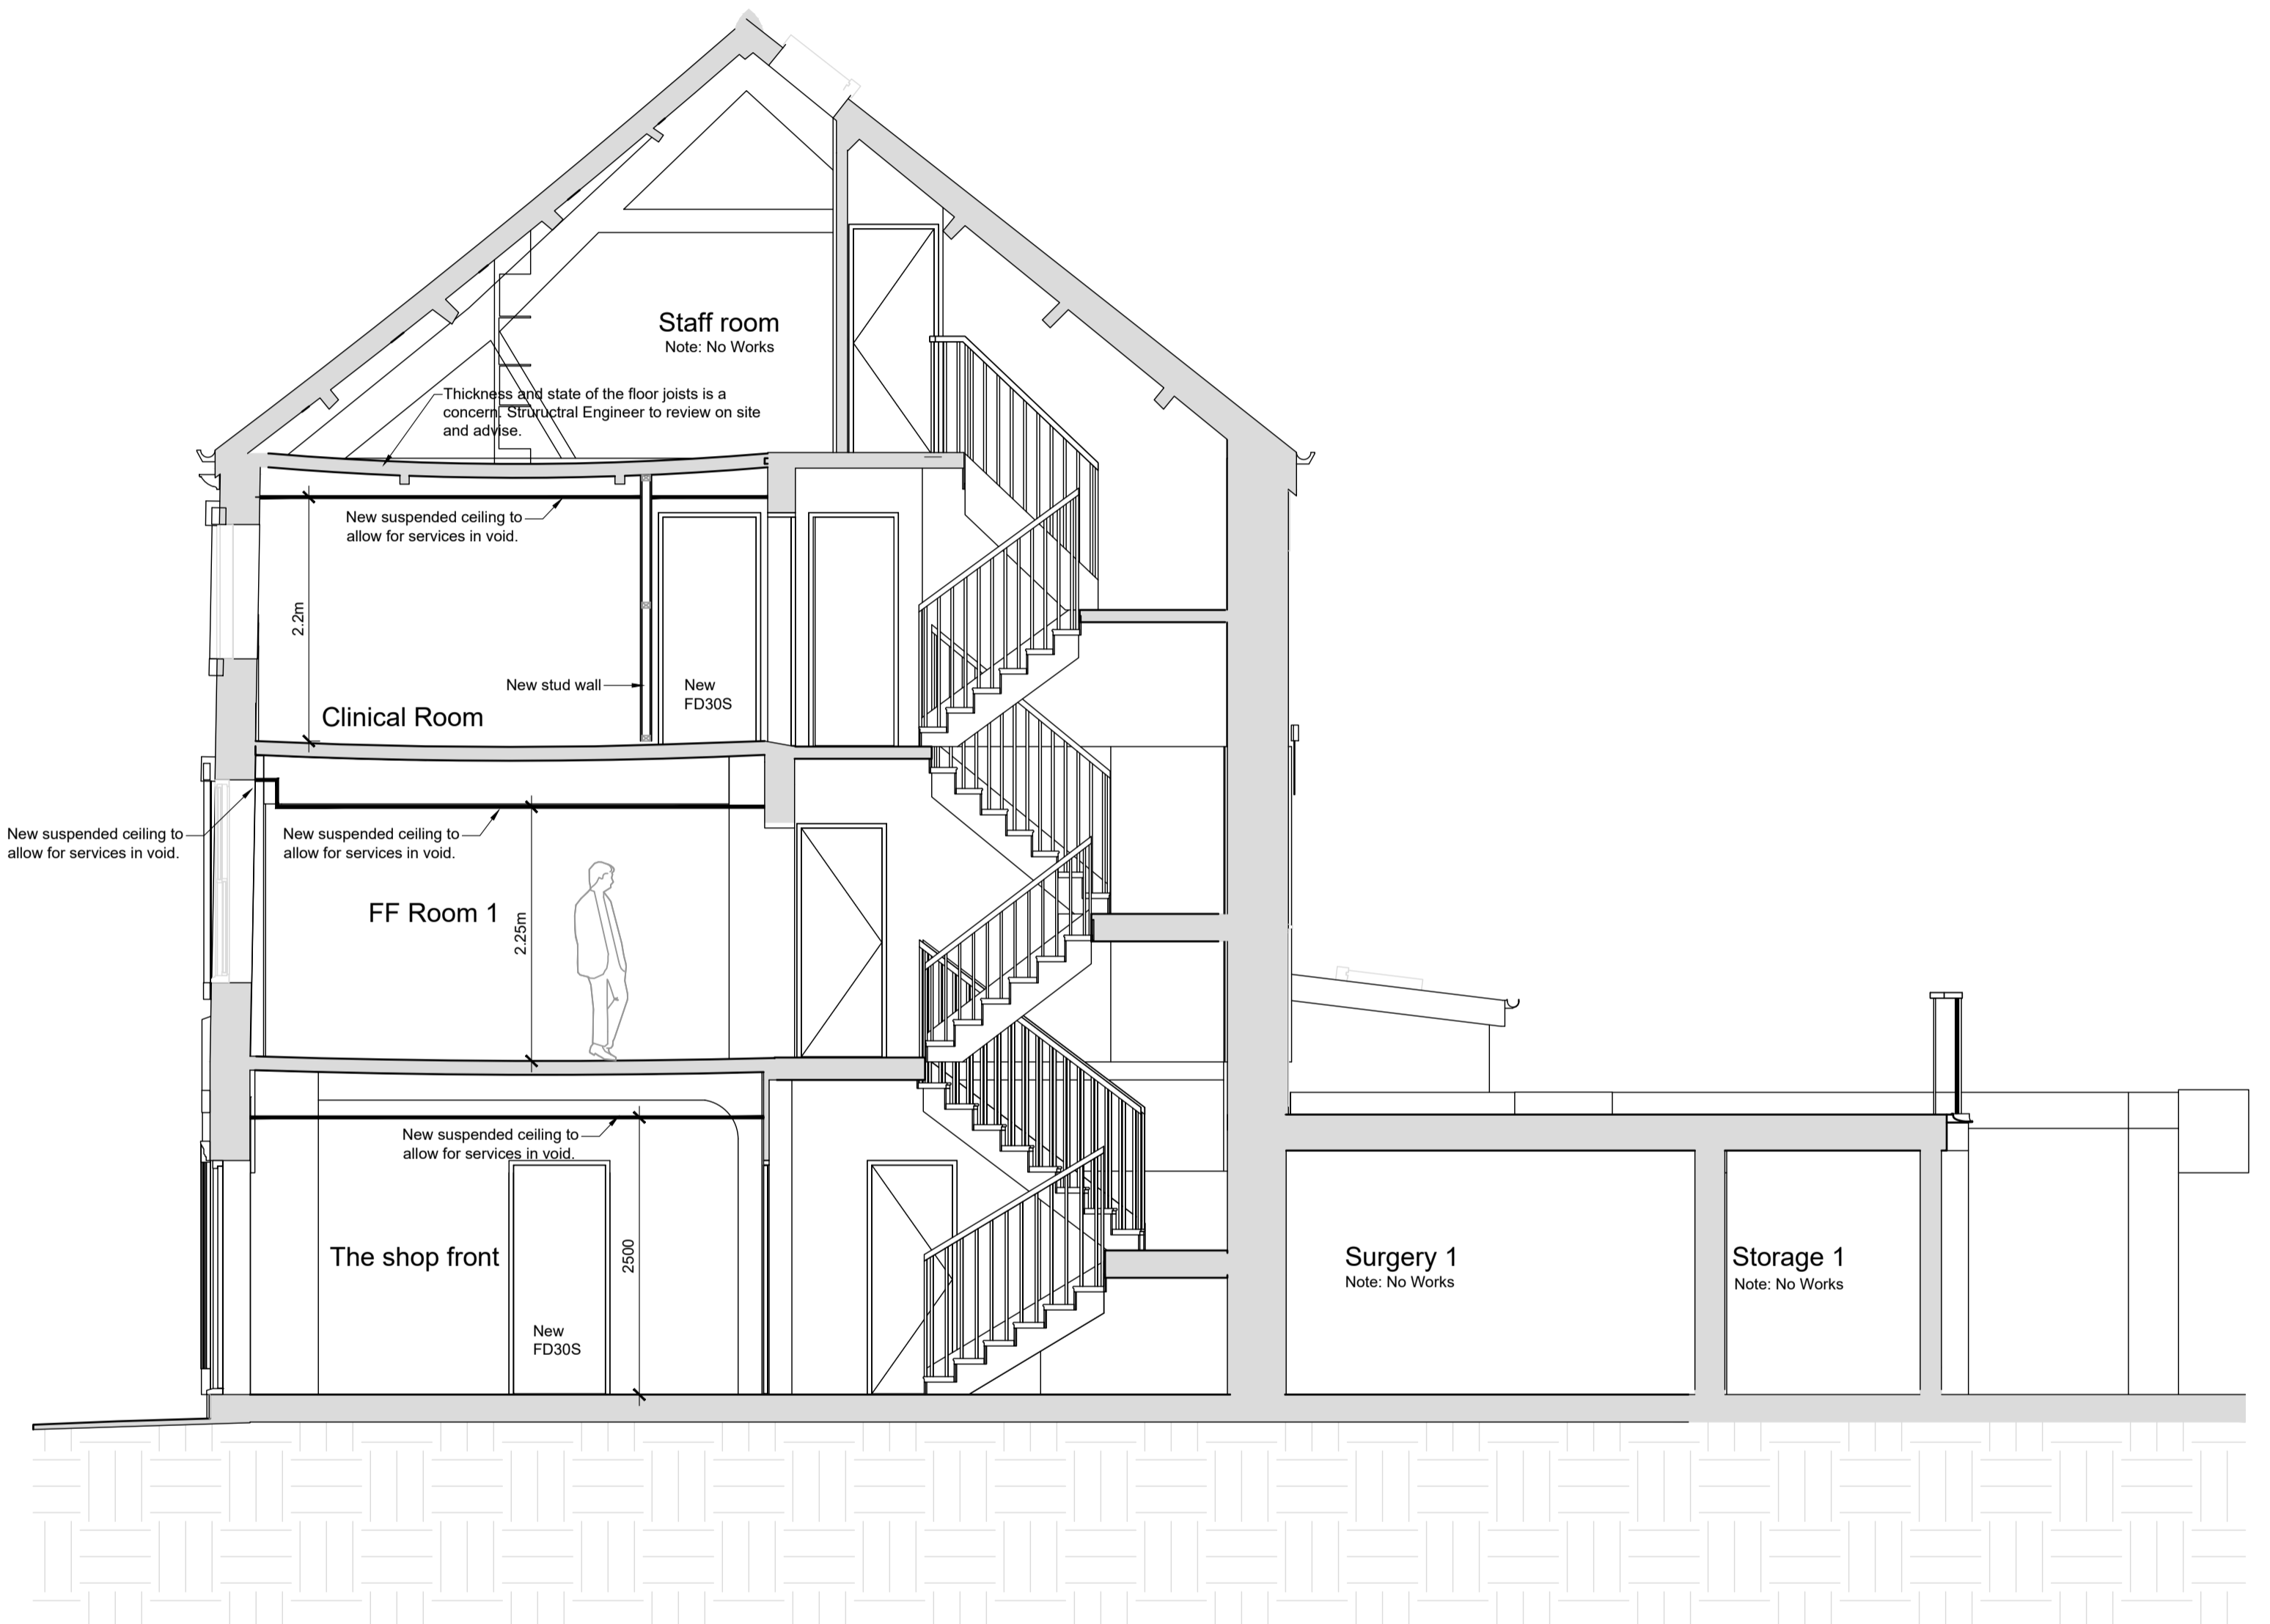 Staff room
Note: No Works
Thickness and state of the floor joists is a
concern. Struructral Engineer to review on site
and advise.
New suspended ceiling to
allow for services in void.
2.2m
New stud wall
New
FD30S
Clinical Room
New suspended ceiling to
allow for services in void.
New suspended ceiling to
allow for services in void.
FF Room 1
2.25m
New suspended ceiling to
allow for services in void.
The shop front
2500
New
FD30S
Surgery 1
Note: No Works
Storage 1
Note: No Works